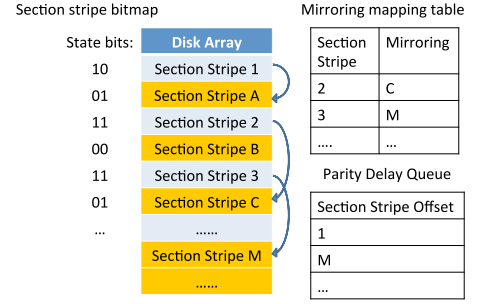 Section stripe bitmap
State bits:
Disk Array
10 Section Stripe 1
01 Section Stripe A
11 Section Stripe 2
00 Section Stripe B
11 Section Stripe 3
01 Section Stripe C
... ......
Section Stripe M
......
Mirroring mapping table
Section Stripe Mirroring
2 C
3 M
.... ...
Parity Delay Queue
Section Stripe Offset
1
M
...